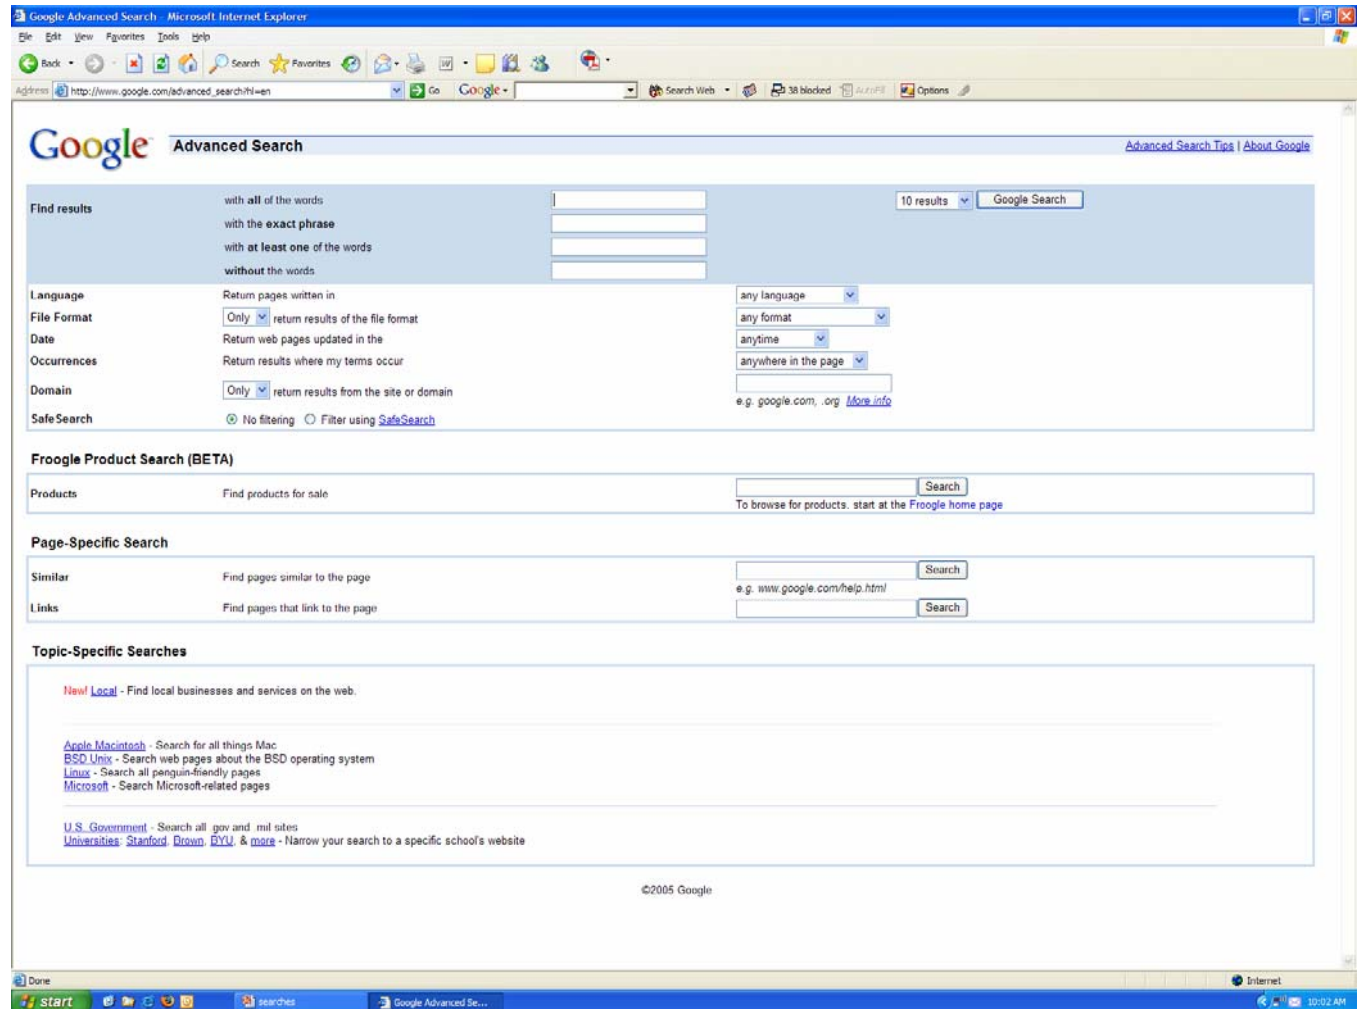 Google Advanced Search - Microsoft Internet Explorer
File Edit View Favorites Tools Help
Back Search Favorites
Address http://www.google.com/advanced_search?hl=en Go Google Search Web 38 blocked AutoFill Options
Google Advanced Search Advanced Search Tips | About Google
Find results with all of the words 10 results Google Search
with the exact phrase
with at least one of the words
without the words
Language Return pages written in any language
File Format Only return results of the file format any format
Date Return web pages updated in the anytime
Occurrences Return results where my terms occur anywhere in the page
Domain Only return results from the site or domain
e.g. google.com, .org More info
SafeSearch No filtering Filter using SafeSearch
Froogle Product Search (BETA)
Products Find products for sale Search
To browse for products, start at the Froogle home page
Page-Specific Search
Similar Find pages similar to the page Search
e.g. www.google.com/help.html
Links Find pages that link to the page Search
Topic-Specific Searches
New! Local - Find local businesses and services on the web.
Apple Macintosh - Search for all things Mac
BSD Unix - Search web pages about the BSD operating system
Linux - Search all penguin-friendly pages
Microsoft - Search Microsoft-related pages
U.S. Government - Search all .gov and .mil sites
Universities: Stanford, Brown, BYU, & more - Narrow your search to a specific school's website
©2005 Google
Done Internet
start searches Google Advanced Se... 10:02 AM